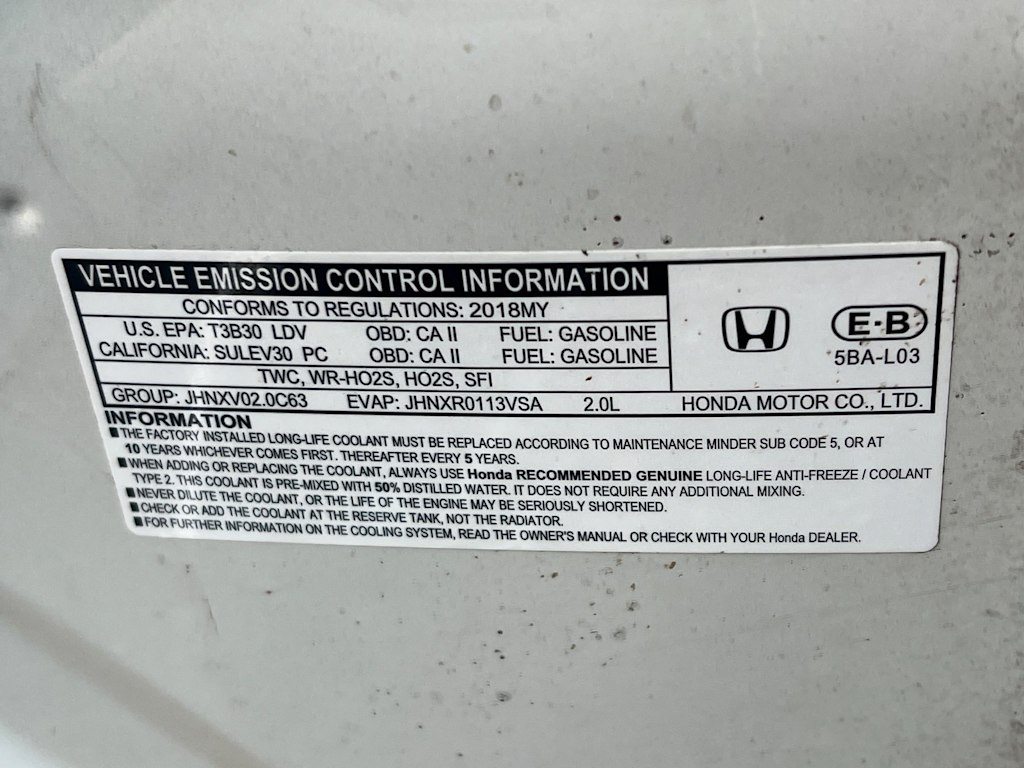 VEHICLE EMISSION CONTROL INFORMATION
CONFORMS TO REGULATIONS: 2018MY
U.S. EPA: T3B30 LDV OBD: CA II FUEL: GASOLINE
CALIFORNIA: SULEV30 PC OBD: CA II FUEL: GASOLINE
TWC, WR-HO2S, HO2S, SFI
E-B
5BA-L03
GROUP: JHNXV02.0C63 EVAP: JHNXR0113VSA 2.0L HONDA MOTOR CO., LTD.
INFORMATION
■THE FACTORY INSTALLED LONG-LIFE COOLANT MUST BE REPLACED ACCORDING TO MAINTENANCE MINDER SUB CODE 5, OR AT
10 YEARS WHICHEVER COMES FIRST. THEREAFTER EVERY 5 YEARS.
■WHEN ADDING OR REPLACING THE COOLANT, ALWAYS USE Honda RECOMMENDED GENUINE LONG-LIFE ANTI-FREEZE / COOLANT
TYPE 2. THIS COOLANT IS PRE-MIXED WITH 50% DISTILLED WATER. IT DOES NOT REQUIRE ANY ADDITIONAL MIXING.
■NEVER DILUTE THE COOLANT, OR THE LIFE OF THE ENGINE MAY BE SERIOUSLY SHORTENED.
■CHECK OR ADD THE COOLANT AT THE RESERVE TANK, NOT THE RADIATOR.
■FOR FURTHER INFORMATION ON THE COOLING SYSTEM, READ THE OWNER'S MANUAL OR CHECK WITH YOUR Honda DEALER.